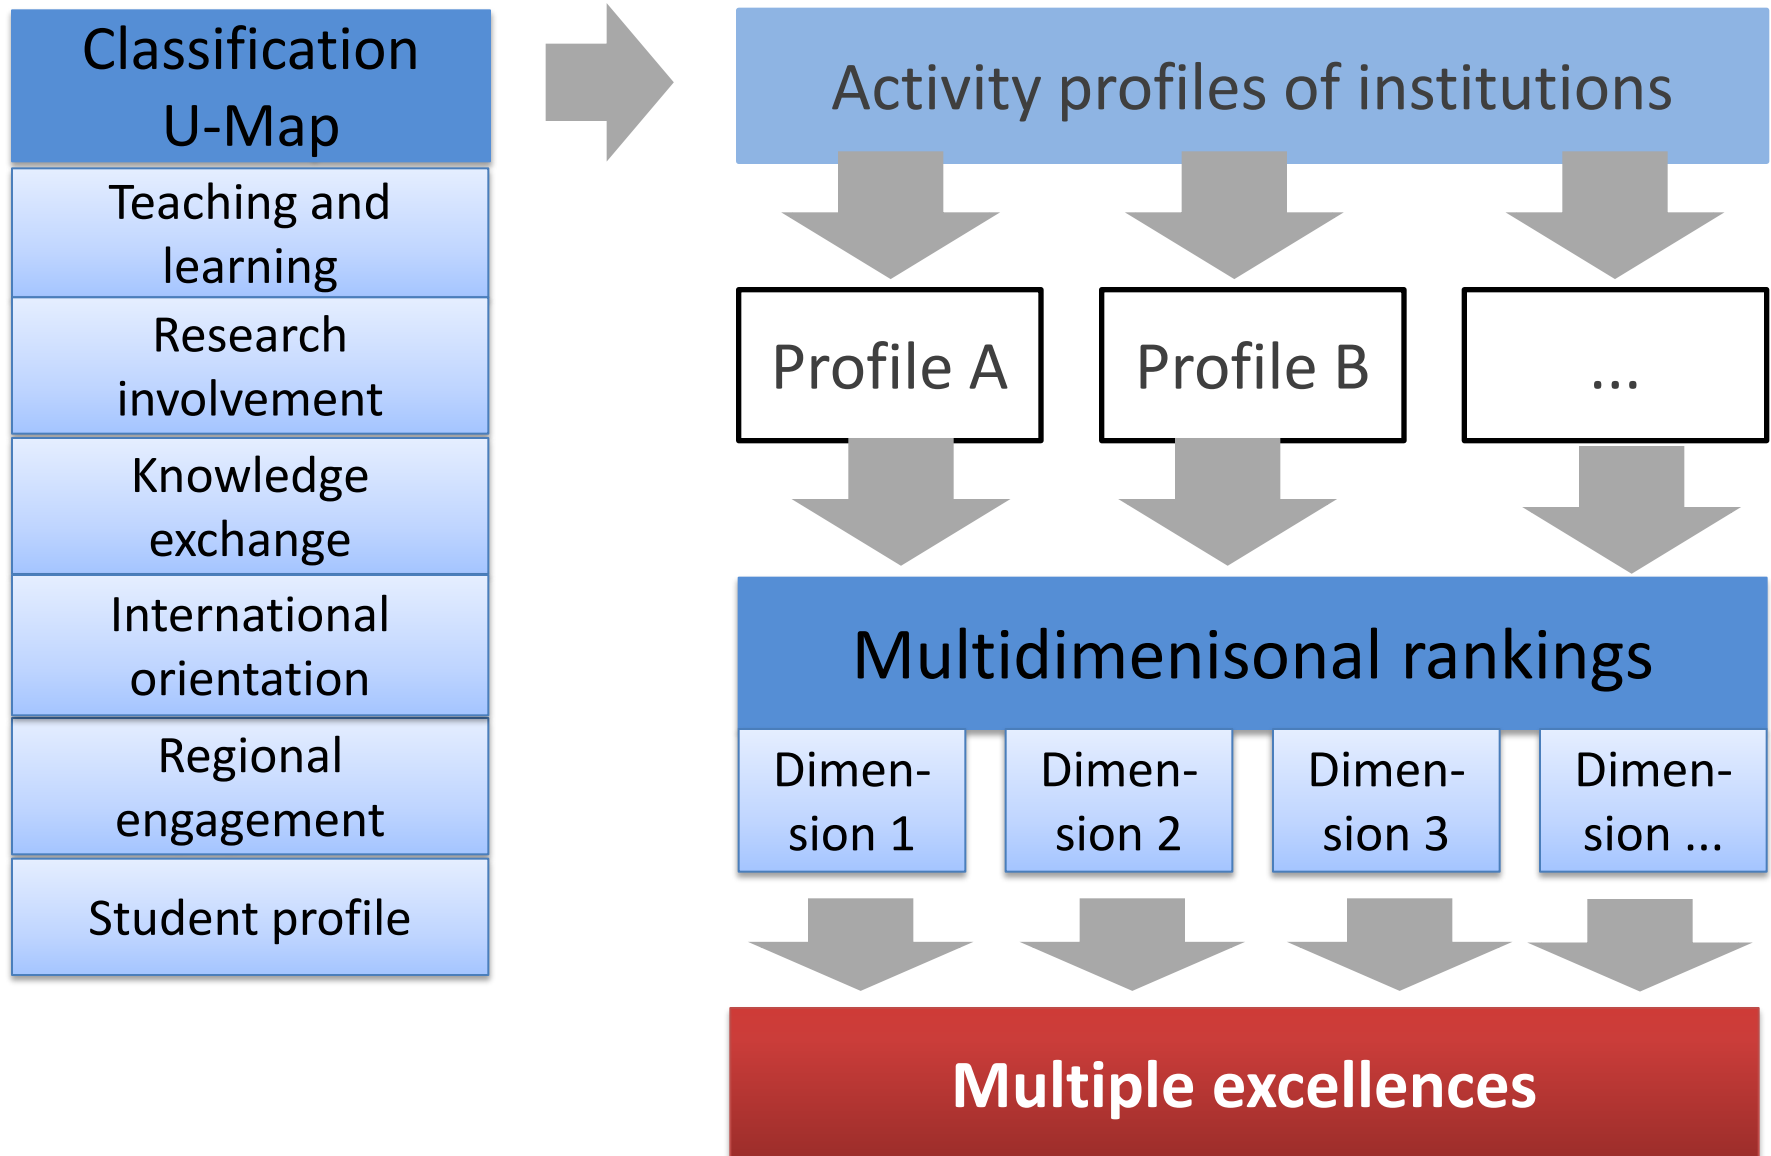 Classification
U-Map
Teaching and
learning
Research
involvement
Knowledge
exchange
International
orientation
Regional
engagement
Student profile
Activity profiles of institutions
Profile A
Profile B
...
Multidimenisonal rankings
Dimen-
sion 1
Dimen-
sion 2
Dimen-
sion 3
Dimen-
sion ...
Multiple excellences